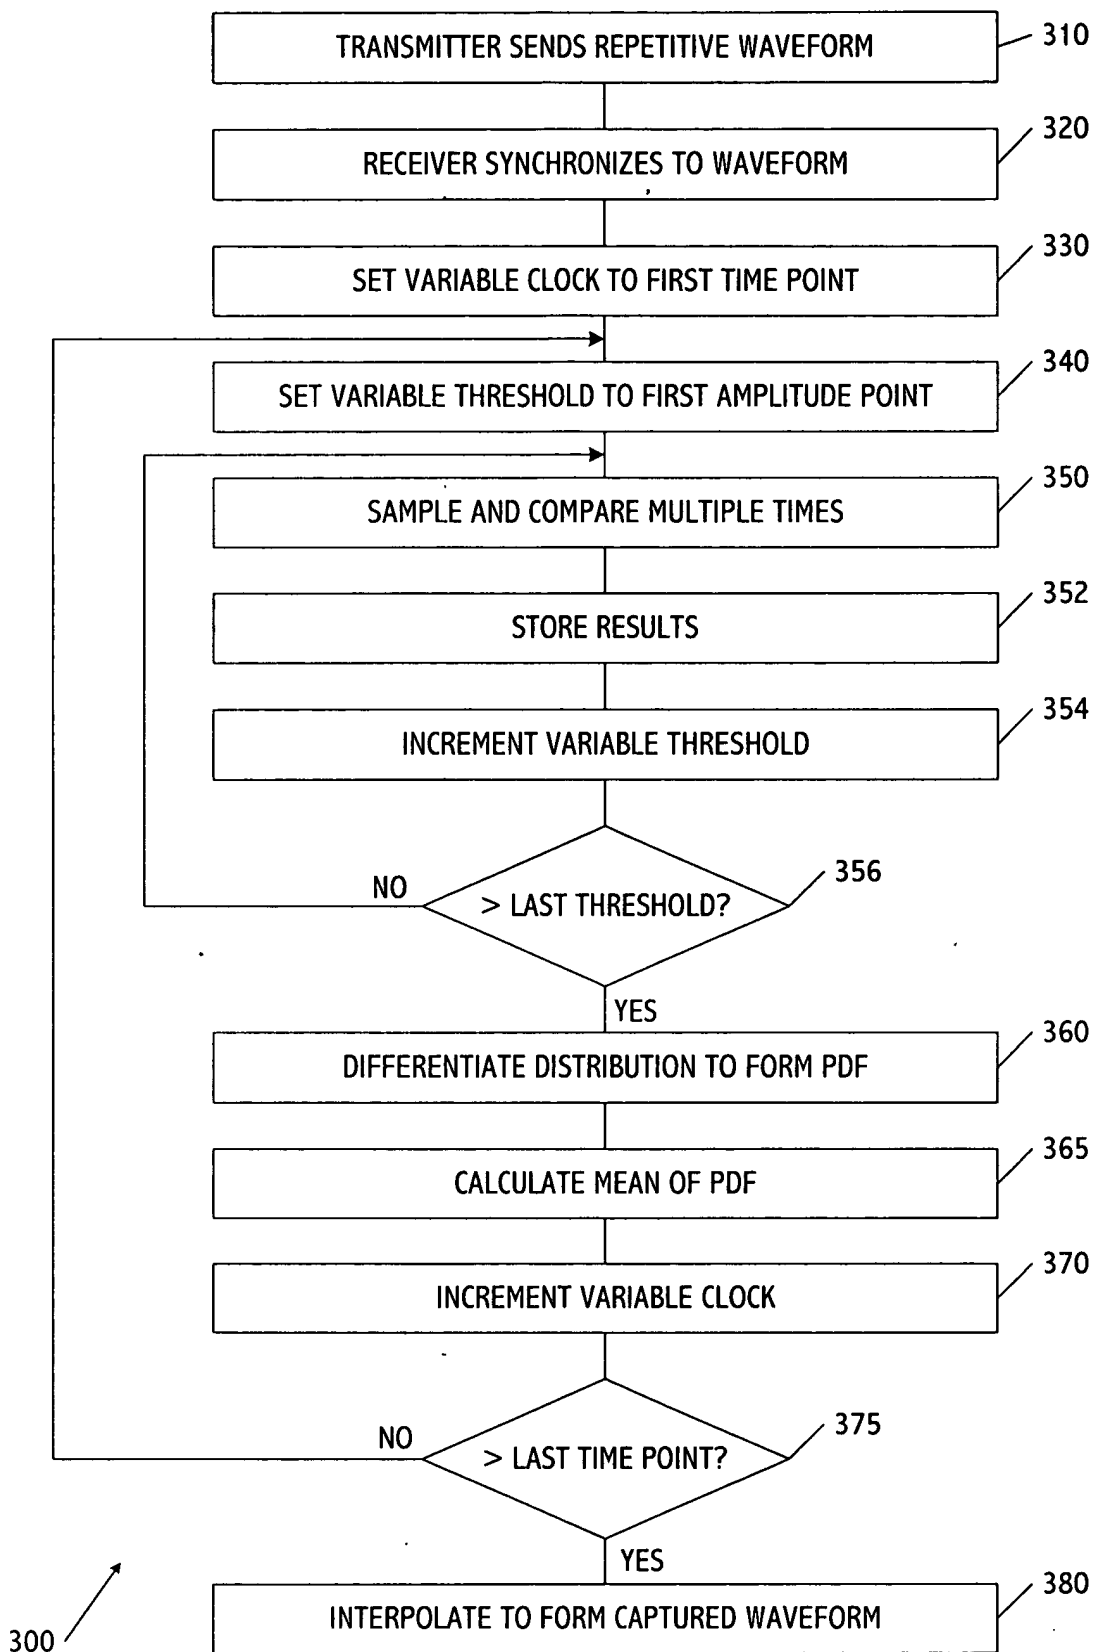 TRANSMITTER SENDS REPETITIVE WAVEFORM
310
RECEIVER SYNCHRONIZES TO WAVEFORM
320
SET VARIABLE CLOCK TO FIRST TIME POINT
330
SET VARIABLE THRESHOLD TO FIRST AMPLITUDE POINT
340
SAMPLE AND COMPARE MULTIPLE TIMES
350
STORE RESULTS
352
INCREMENT VARIABLE THRESHOLD
354
> LAST THRESHOLD?
356
NO
YES
DIFFERENTIATE DISTRIBUTION TO FORM PDF
360
CALCULATE MEAN OF PDF
365
INCREMENT VARIABLE CLOCK
370
> LAST TIME POINT?
375
NO
YES
INTERPOLATE TO FORM CAPTURED WAVEFORM
380
300